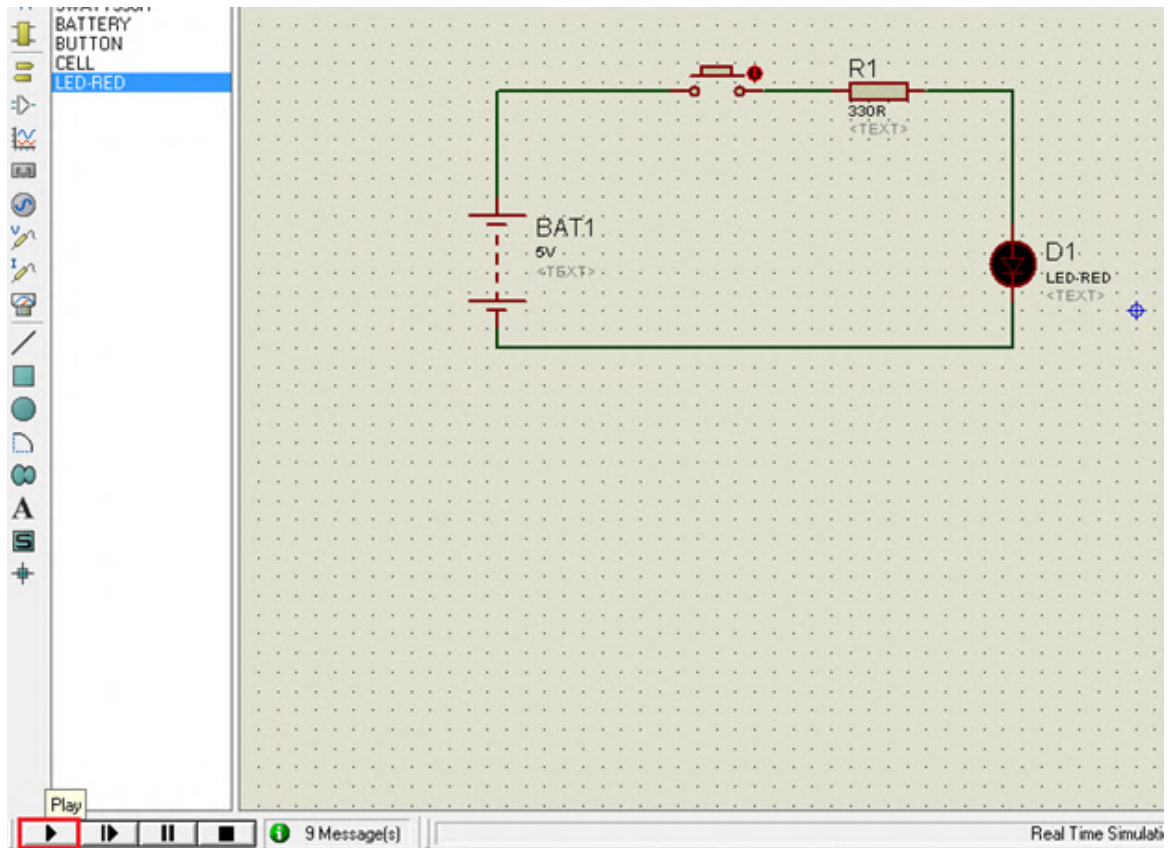 BATTERY
BUTTON
CELL
LED-RED
R1
330R
<TEXT>
BAT1
5V
<TEXT>
D1
LED-RED
<TEXT>
A
S
Play
9 Message(s)
Real Time Simulati